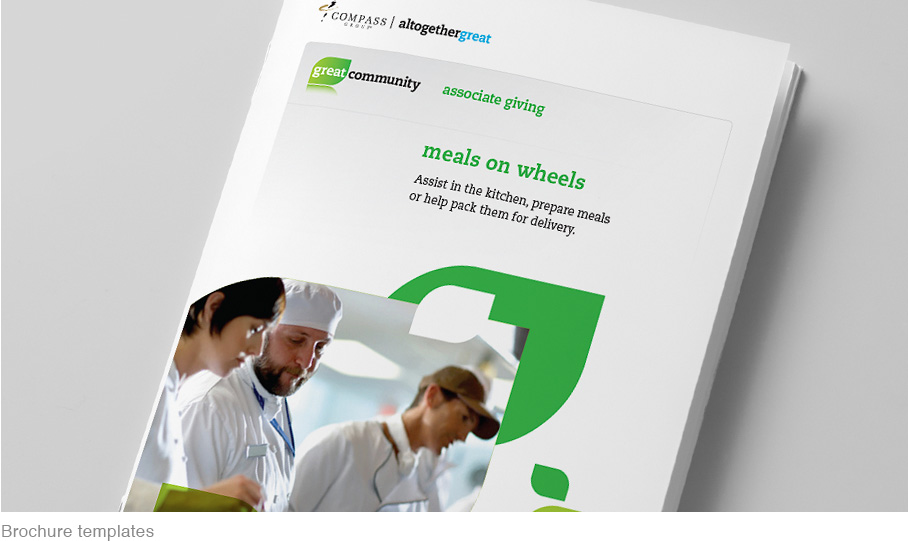 COMPASS
GROUP
altogethergreat
great community
associate giving
meals on wheels
Assist in the kitchen, prepare meals
or help pack them for delivery.
Brochure templates